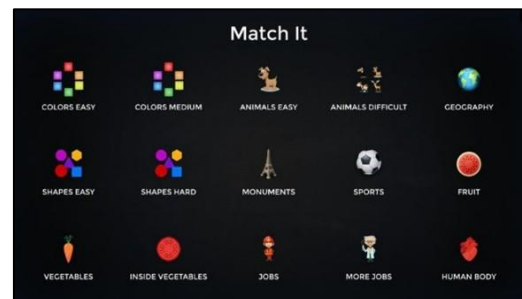 Match It
COLORS EASY
COLORS MEDIUM
ANIMALS EASY
ANIMALS DIFFICULT
GEOGRAPHY
SHAPES EASY
SHAPES HARD
MONUMENTS
SPORTS
FRUIT
VEGETABLES
INSIDE VEGETABLES
JOBS
MORE JOBS
HUMAN BODY